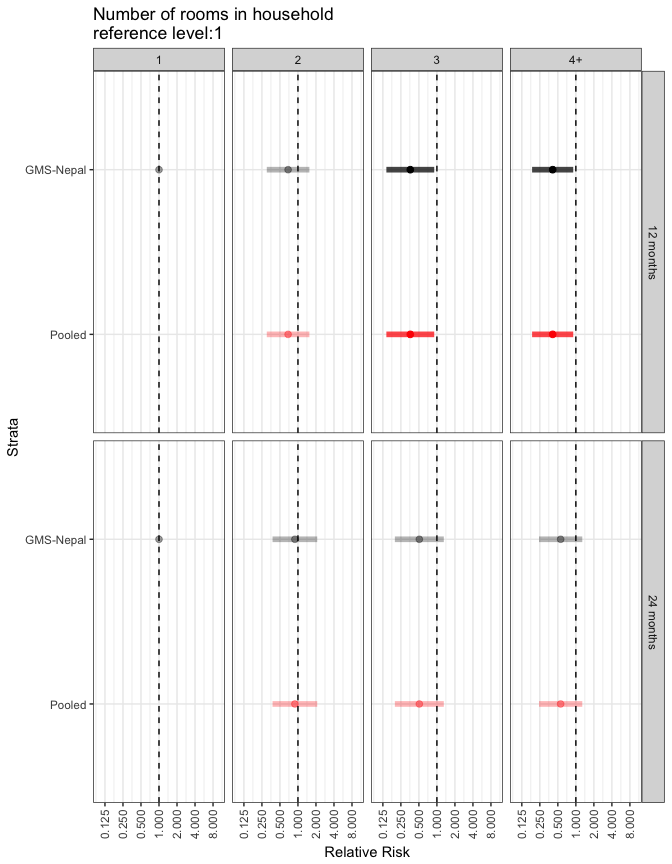 Number of rooms in household
reference level:1
1 2 3 4+
GMS-Nepal
Pooled
12 months
Strata
GMS-Nepal
Pooled
24 months
0.125 0.250 0.500 1.000 2.000 4.000 8.000 0.125 0.250 0.500 1.000 2.000 4.000 8.000 0.125 0.250 0.500 1.000 2.000 4.000 8.000 0.125 0.250 0.500 1.000 2.000 4.000 8.000
Relative Risk